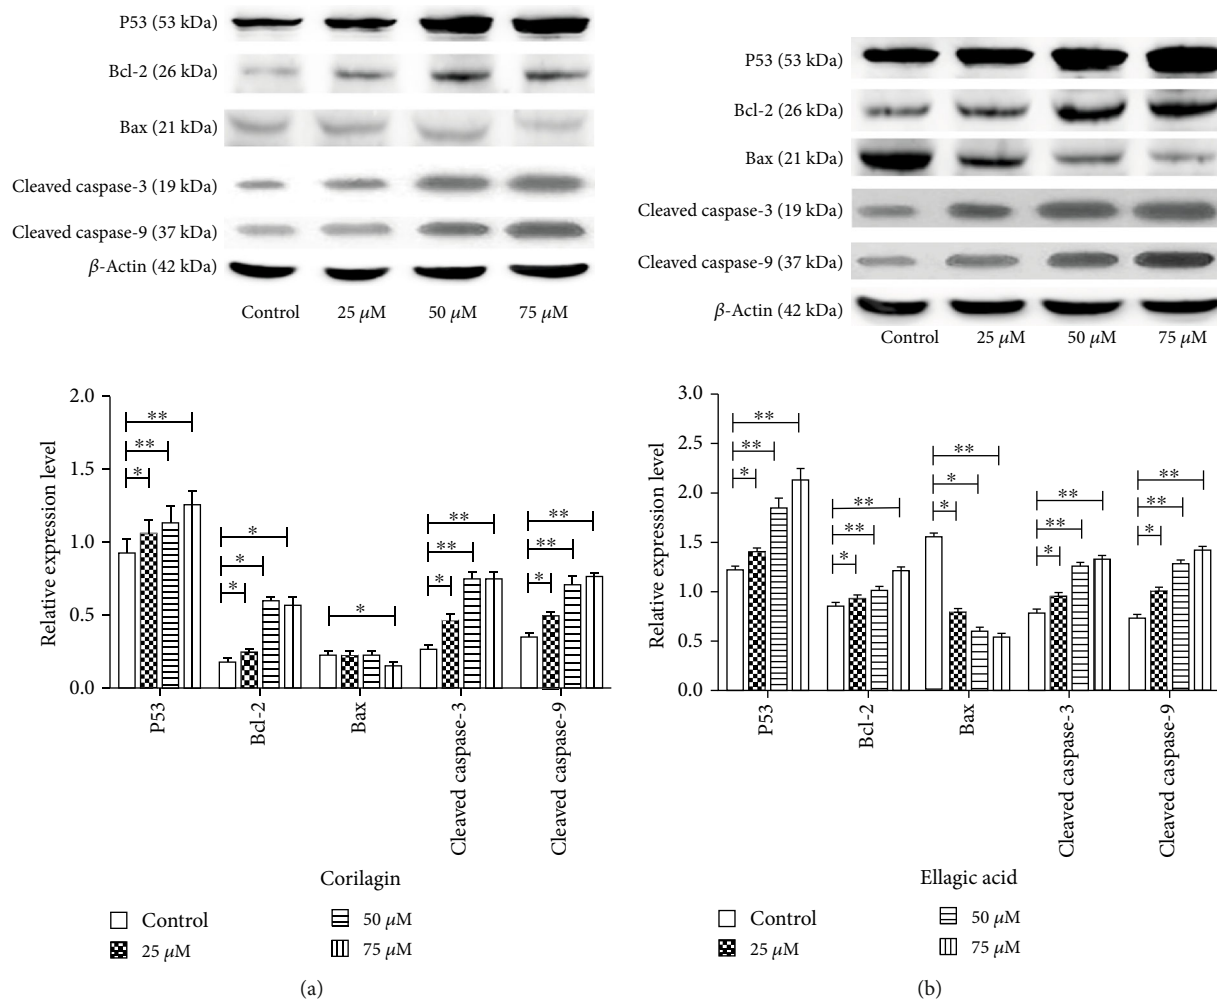 P53 (53 kDa)
Bcl-2 (26 kDa)
Bax (21 kDa)
Cleaved caspase-3 (19 kDa)
Cleaved caspase-9 (37 kDa)
β-Actin (42 kDa)
Control 25 μM 50 μM 75 μM
2.0
1.5
1.0
0.5
0.0
Relative expression level
** ** *
* * *
*
** ** *
** ** *
P53
Bcl-2
Bax
Cleaved caspase-3
Cleaved caspase-9
Corilagin
Control
25 μM
50 μM
75 μM
(a)
P53 (53 kDa)
Bcl-2 (26 kDa)
Bax (21 kDa)
Cleaved caspase-3 (19 kDa)
Cleaved caspase-9 (37 kDa)
β-Actin (42 kDa)
Control 25 μM 50 μM 75 μM
3.0
2.5
2.0
1.5
1.0
0.5
0.0
Relative expression level
** ** *
** ** *
** * *
** ** *
** ** *
P53
Bcl-2
Bax
Cleaved caspase-3
Cleaved caspase-9
Ellagic acid
Control
25 μM
50 μM
75 μM
(b)